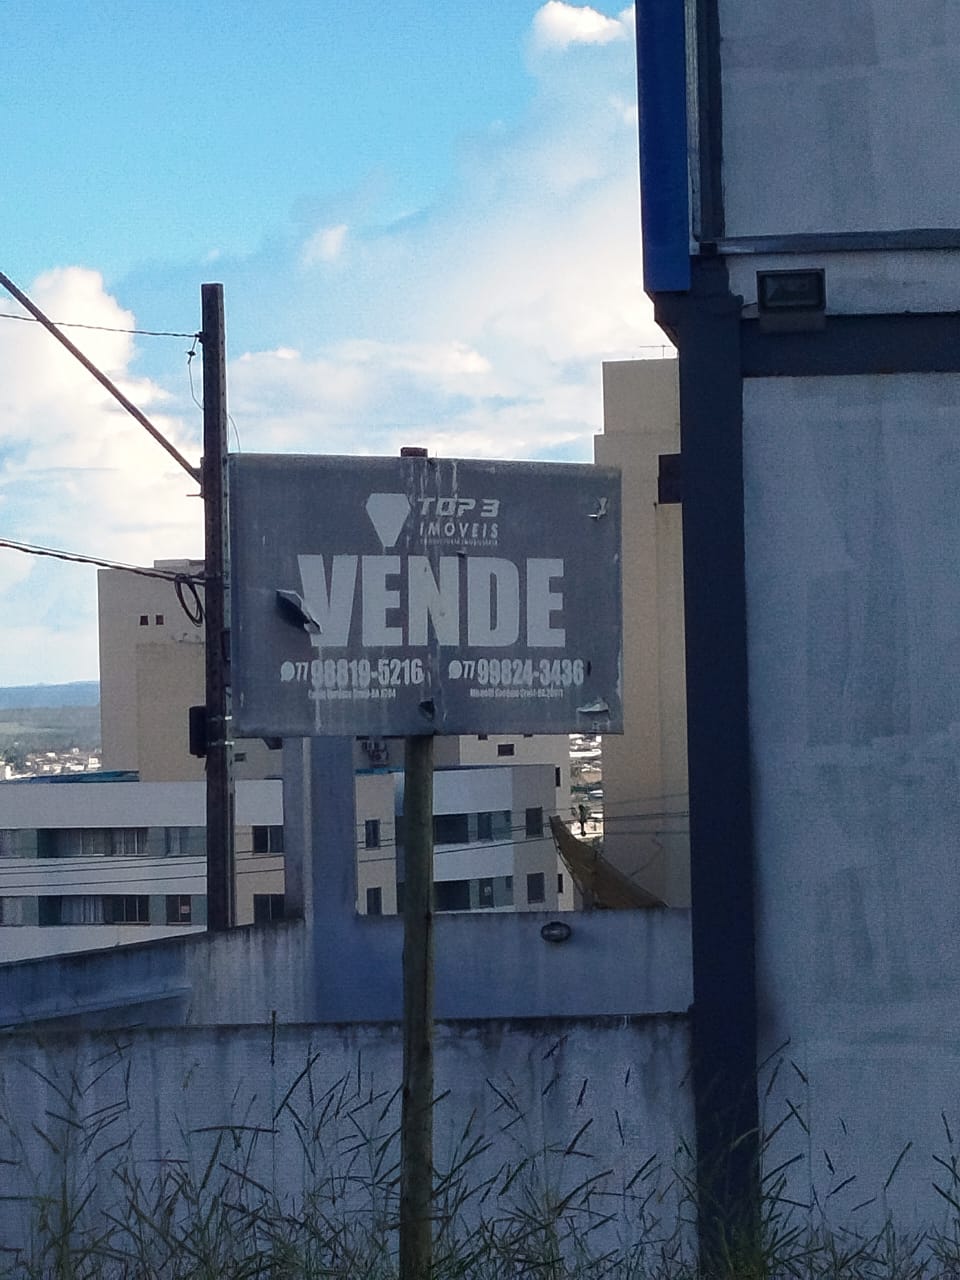 TOP 3
IMÓVEIS
VENDE
77 98819-5216 77 99824-3436